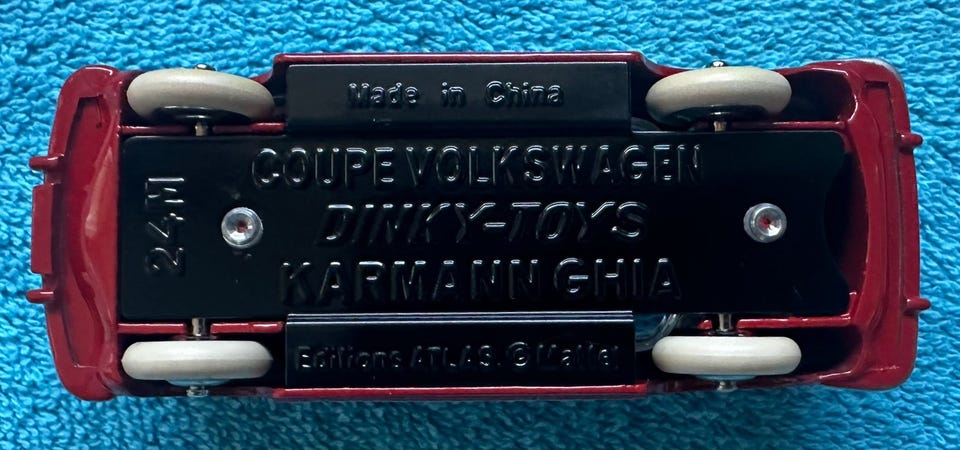 Made in China
COUPE VOLKSWAGEN
DINKY-TOYS
KARMANN GHIA
24M
Editions ATLAS. © Mattel